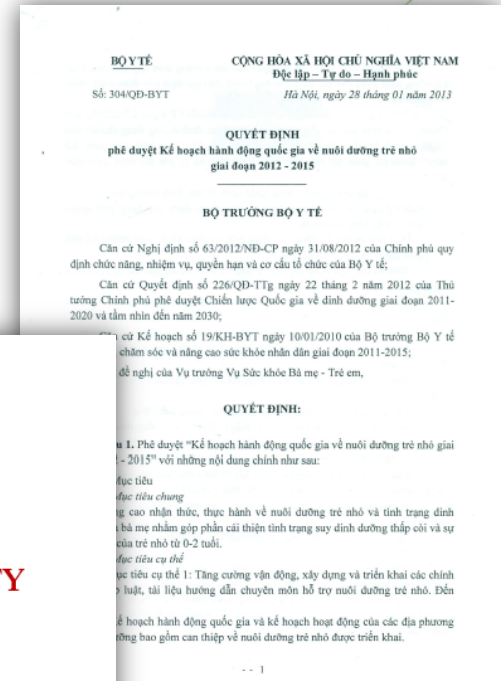 BỘ Y TẾ
CỘNG HÒA XÃ HỘI CHỦ NGHĨA VIỆT NAM
Độc lập – Tự do – Hạnh phúc
Số: 304/QĐ-BYT
Hà Nội, ngày 28 tháng 01 năm 2013
QUYẾT ĐỊNH
phê duyệt Kế hoạch hành động quốc gia về nuôi dưỡng trẻ nhỏ
giai đoạn 2012 - 2015
BỘ TRƯỞNG BỘ Y TẾ
Căn cứ Nghị định số 63/2012/NĐ-CP ngày 31/08/2012 của Chính phủ quy
định chức năng, nhiệm vụ, quyền hạn và cơ cấu tổ chức của Bộ Y tế;
Căn cứ Quyết định số 226/QĐ-TTg ngày 22 tháng 2 năm 2012 của Thủ
tướng Chính phủ phê duyệt Chiến lược Quốc gia về dinh dưỡng giai đoạn 2011-
2020 và tầm nhìn đến năm 2030;
cứ Kế hoạch số 19/KH-BYT ngày 10/01/2010 của Bộ trưởng Bộ Y tế
chăm sóc và nâng cao sức khỏe nhân dân giai đoạn 2011-2015;
đề nghị của Vụ trưởng Vụ Sức khỏe Bà mẹ - Trẻ em,
QUYẾT ĐỊNH:
1. Phê duyệt “Kế hoạch hành động quốc gia về nuôi dưỡng trẻ nhỏ giai
- 2015” với những nội dung chính như sau:
Mục tiêu
Mục tiêu chung
cao nhận thức, thực hành về nuôi dưỡng trẻ nhỏ và tình trạng dinh
bà mẹ nhằm góp phần cải thiện tình trạng suy dinh dưỡng thấp còi và sự
của trẻ nhỏ từ 0-2 tuổi.
Mục tiêu cụ thể
tiêu cụ thể 1: Tăng cường vận động, xây dựng và triển khai các chính
luật, tài liệu hướng dẫn chuyên môn hỗ trợ nuôi dưỡng trẻ nhỏ. Đến
TY
hoạch hành động quốc gia và kế hoạch hoạt động của các địa phương
bao gồm can thiệp về nuôi dưỡng trẻ nhỏ được triển khai.
-- 1